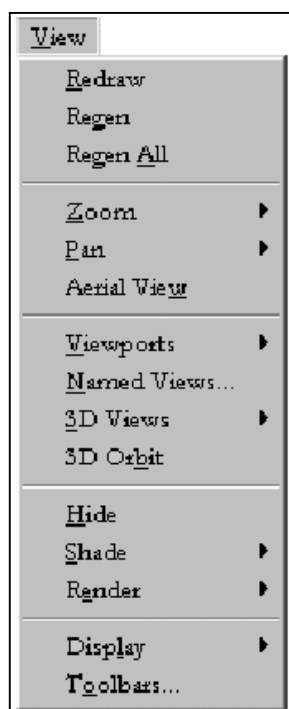 View
Redraw
Regen
Regen All
Zoom
Pan
Aerial View
Viewports
Named Views...
3D Views
3D Orbit
Hide
Shade
Render
Display
Toolbars...